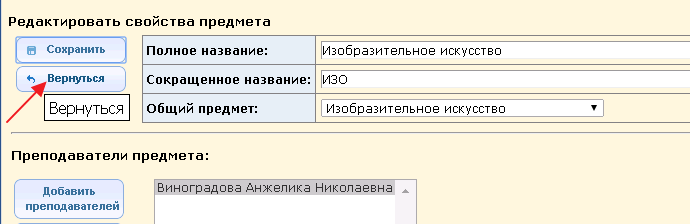 Редактировать свойства предмета
Сохранить
Полное название: Изобразительное искусство
Вернуться
Сокращенное название: ИЗО
Вернуться
Общий предмет: Изобразительное искусство
Преподаватели предмета:
Добавить преподавателей
Виноградова Анжелика Николаевна